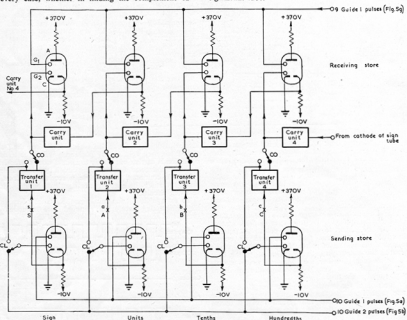 +370V +370V +370V +370V
9 Guide 1 pulses (Fig.5a)
A
G1
G2
C
Receiving store
Carry
unit
No 4
-10V -10V -10V -10V
Carry
unit
1
Carry
unit
2
Carry
unit
3
Carry
unit
4
From cathode at sign
tube
CO CO CO CO
Transfer
unit
1
Transfer
unit
2
Transfer
unit
3
Transfer
unit
4
+370V +370V +370V +370V
S
A
b
B
c
C
CL CL CL CL
Sending store
-10V -10V -10V -10V
10 Guide 1 pulses (Fig 5a)
10 Guide 2 pulses (Fig 5b)
Sign Units Tenths Hundredths